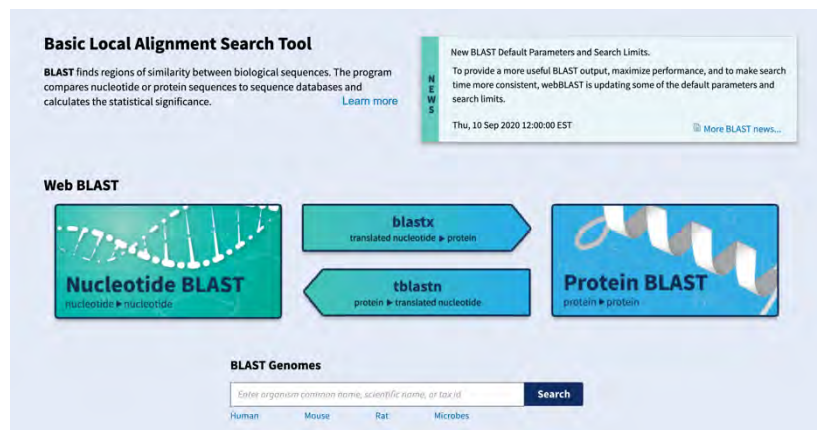 Basic Local Alignment Search Tool
BLAST finds regions of similarity between biological sequences. The program
compares nucleotide or protein sequences to sequence databases and
calculates the statistical significance.
Learn more
NEWS
New BLAST Default Parameters and Search Limits.
To provide a more useful BLAST output, maximize performance, and to make search
time more consistent, webBLAST is updating some of the default parameters and
search limits.
Thu, 10 Sep 2020 12:00:00 EST
More BLAST news...
Web BLAST
Nucleotide BLAST
nucleotide ▶ nucleotide
blastx
translated nucleotide ▶ protein
tblastn
protein ▶ translated nucleotide
Protein BLAST
protein ▶ protein
BLAST Genomes
Enter organism common name, scientific name, or tax id
Search
Human
Mouse
Rat
Microbes